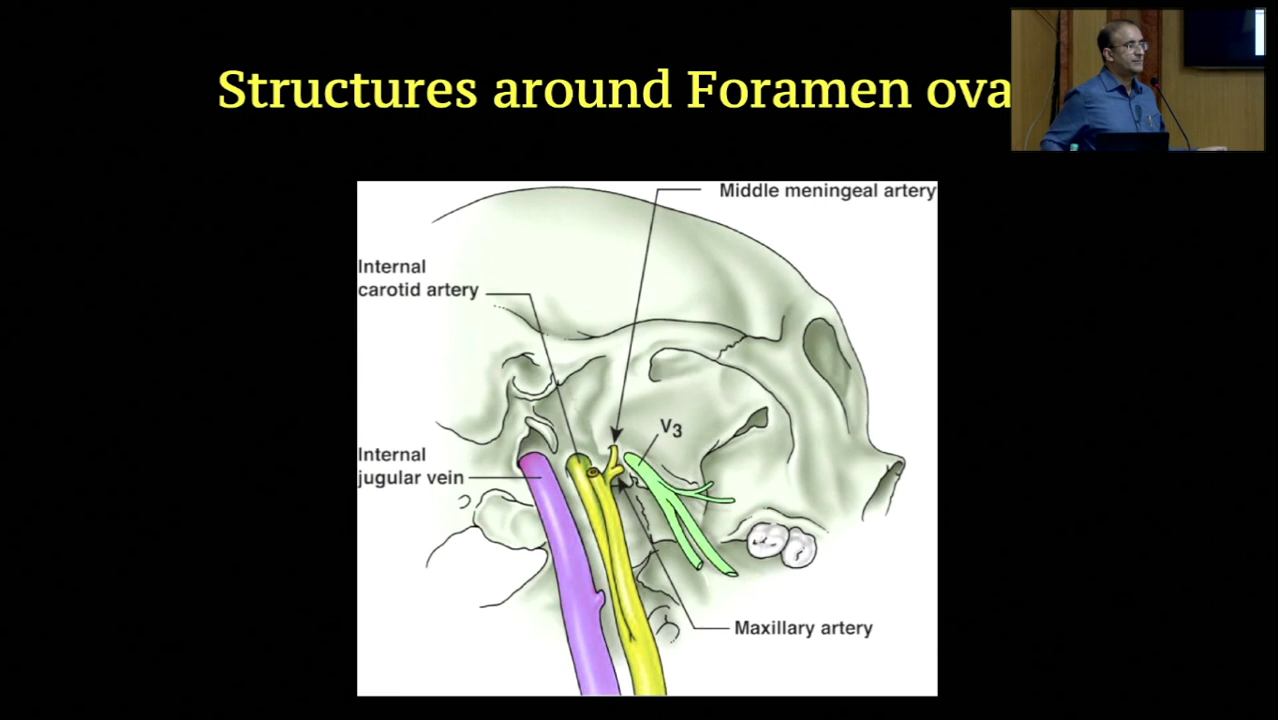 Structures around Foramen ova
Middle meningeal artery
Internal
carotid artery
V3
Internal
jugular vein
Maxillary artery